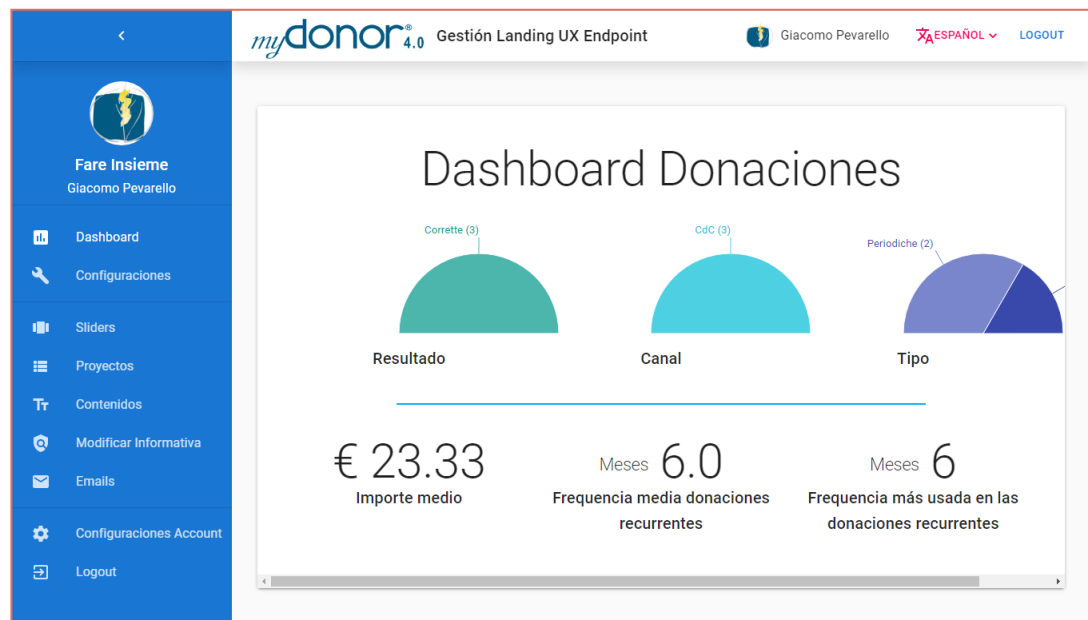 mydonor® 4.0 Gestión Landing UX Endpoint
Giacomo Pevarello
ESPAÑOL
LOGOUT
Fare Insieme
Giacomo Pevarello
Dashboard
Configuraciones
Sliders
Proyectos
Contenidos
Modificar Informativa
Emails
Configuraciones Account
Logout
Dashboard Donaciones
Corrette (3)
CdC (3)
Periodiche (2)
Resultado
Canal
Tipo
€ 23.33
Importe medio
Meses 6.0
Frequencia media donaciones
recurrentes
Meses 6
Frequencia más usada en las
donaciones recurrentes